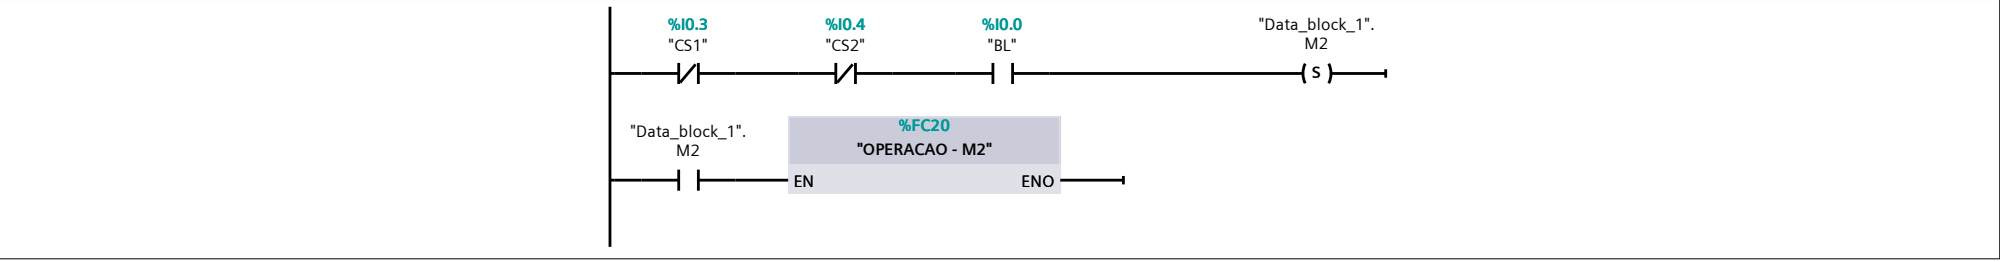 %I0.3
"CS1"
%I0.4
"CS2"
%I0.0
"BL"
"Data_block_1".
M2
S
"Data_block_1".
M2
%FC20
"OPERACAO - M2"
EN
ENO